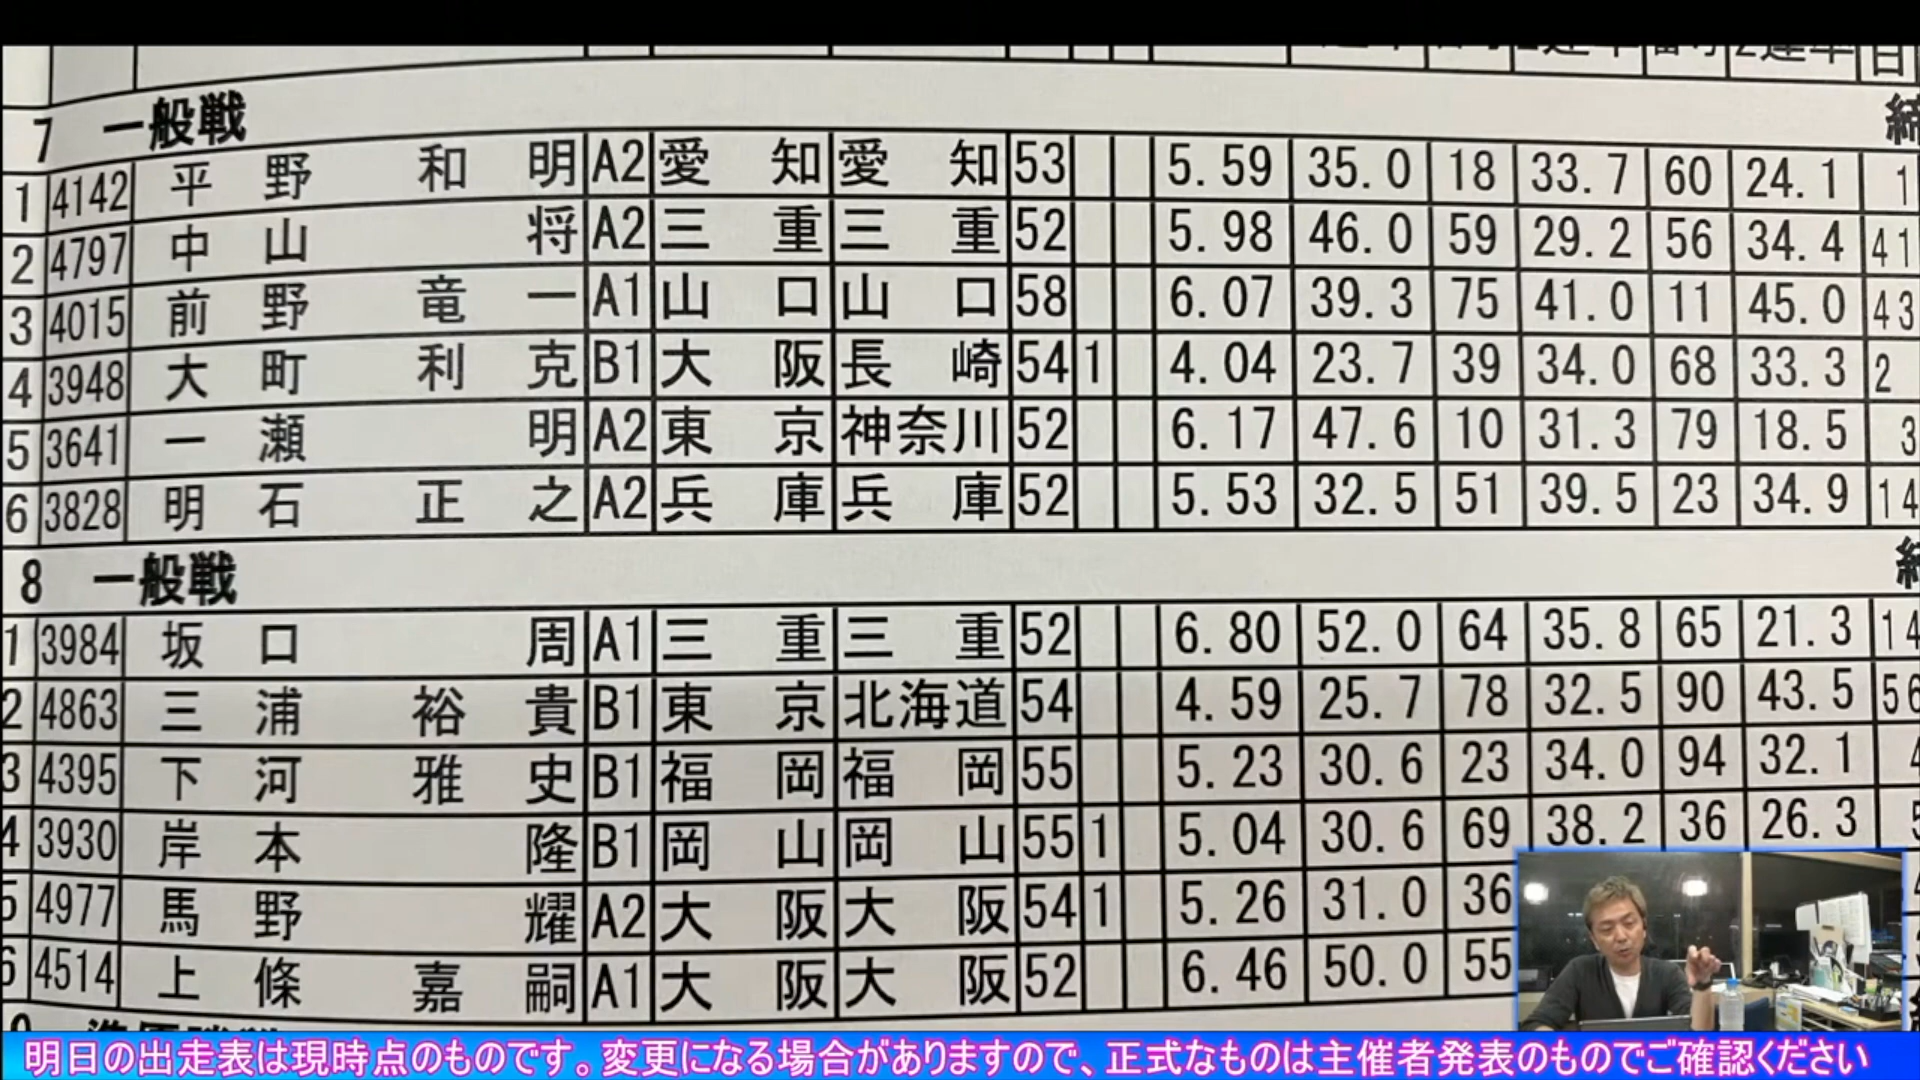 7 一般戦
1 4142 平野 和明 A2 愛知 愛知 53 5.59 35.0 18 33.7 60 24.1 1
2 4797 中山 将 A2 三重 三重 52 5.98 46.0 59 29.2 56 34.4 41
3 4015 前野 竜一 A1 山口 山口 58 6.07 39.3 75 41.0 11 45.0 43
4 3948 大町 利克 B1 大阪 長崎 54 1 4.04 23.7 39 34.0 68 33.3 2
5 3641 一瀬 明 A2 東京 神奈川 52 6.17 47.6 10 31.3 79 18.5 3
6 3828 明石 正之 A2 兵庫 兵庫 52 5.53 32.5 51 39.5 23 34.9 14
8 一般戦
1 3984 坂口 周 A1 三重 三重 52 6.80 52.0 64 35.8 65 21.3 14
2 4863 三浦 裕貴 B1 東京 北海道 54 4.59 25.7 78 32.5 90 43.5 56
3 4395 下河 雅史 B1 福岡 福岡 55 5.23 30.6 23 34.0 94 32.1
4 3930 岸本 隆 B1 岡山 岡山 55 1 5.04 30.6 69 38.2 36 26.3
5 4977 馬野 耀 A2 大阪 大阪 54 1 5.26 31.0 36
6 4514 上條 嘉嗣 A1 大阪 大阪 52 6.46 50.0 55
明日の出走表は現時点のものです。変更になる場合がありますので、正式なものは主催者発表のものでご確認ください